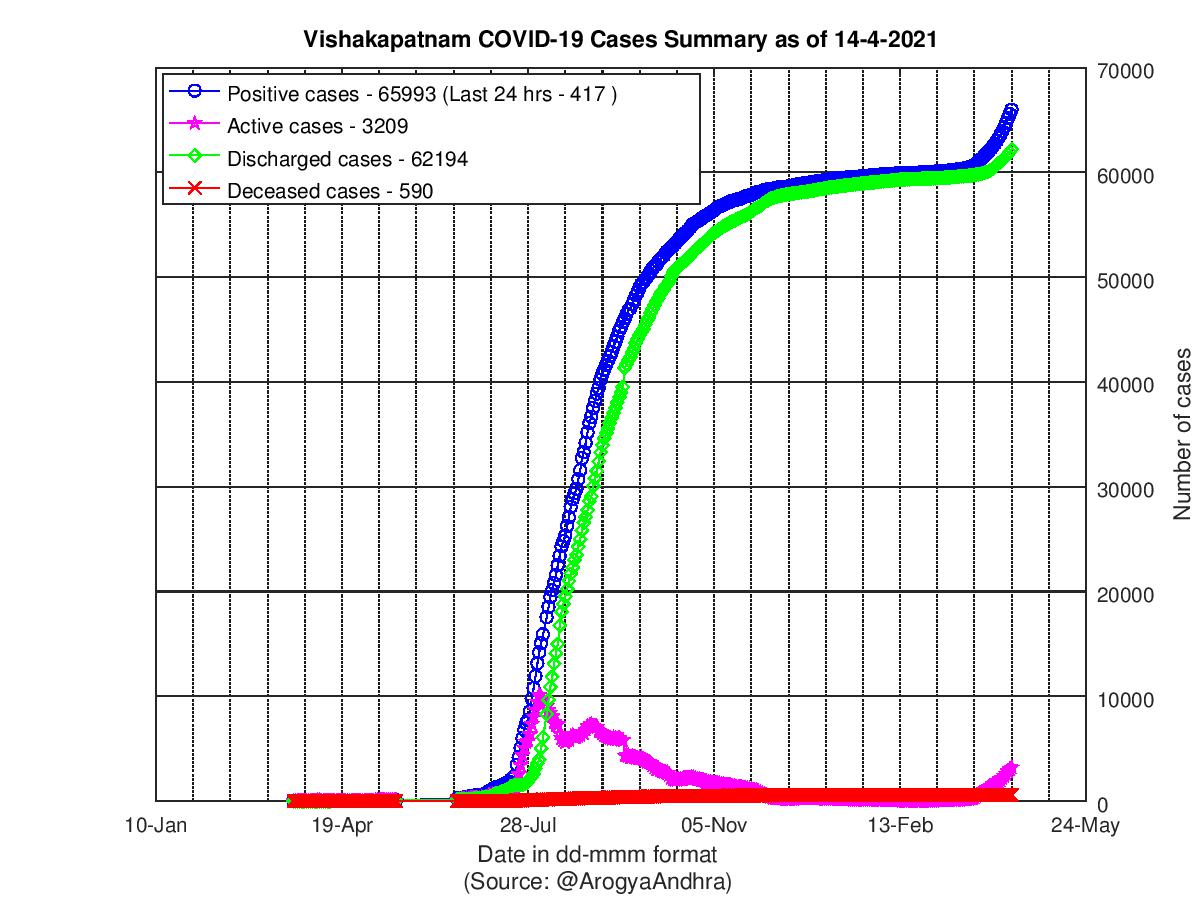 Vishakapatnam COVID-19 Cases Summary as of 14-4-2021
Positive cases - 65993 (Last 24 hrs - 417 )
Active cases - 3209
Discharged cases - 62194
Deceased cases - 590
70000
60000
50000
40000
30000
20000
10000
0
Number of cases
10-Jan 19-Apr 28-Jul 05-Nov 13-Feb 24-May
Date in dd-mmm format
(Source: @ArogyaAndhra)